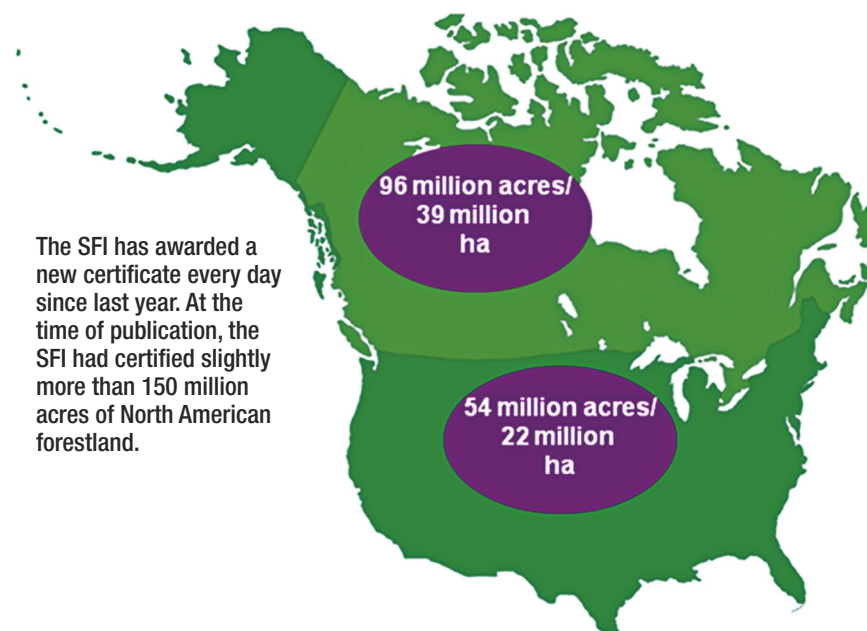 96 million acres/
39 million
ha
The SFI has awarded a
new certificate every day
since last year. At the
time of publication, the
SFI had certified slightly
more than 150 million
acres of North American
forestland.
54 million acres/
22 million
ha